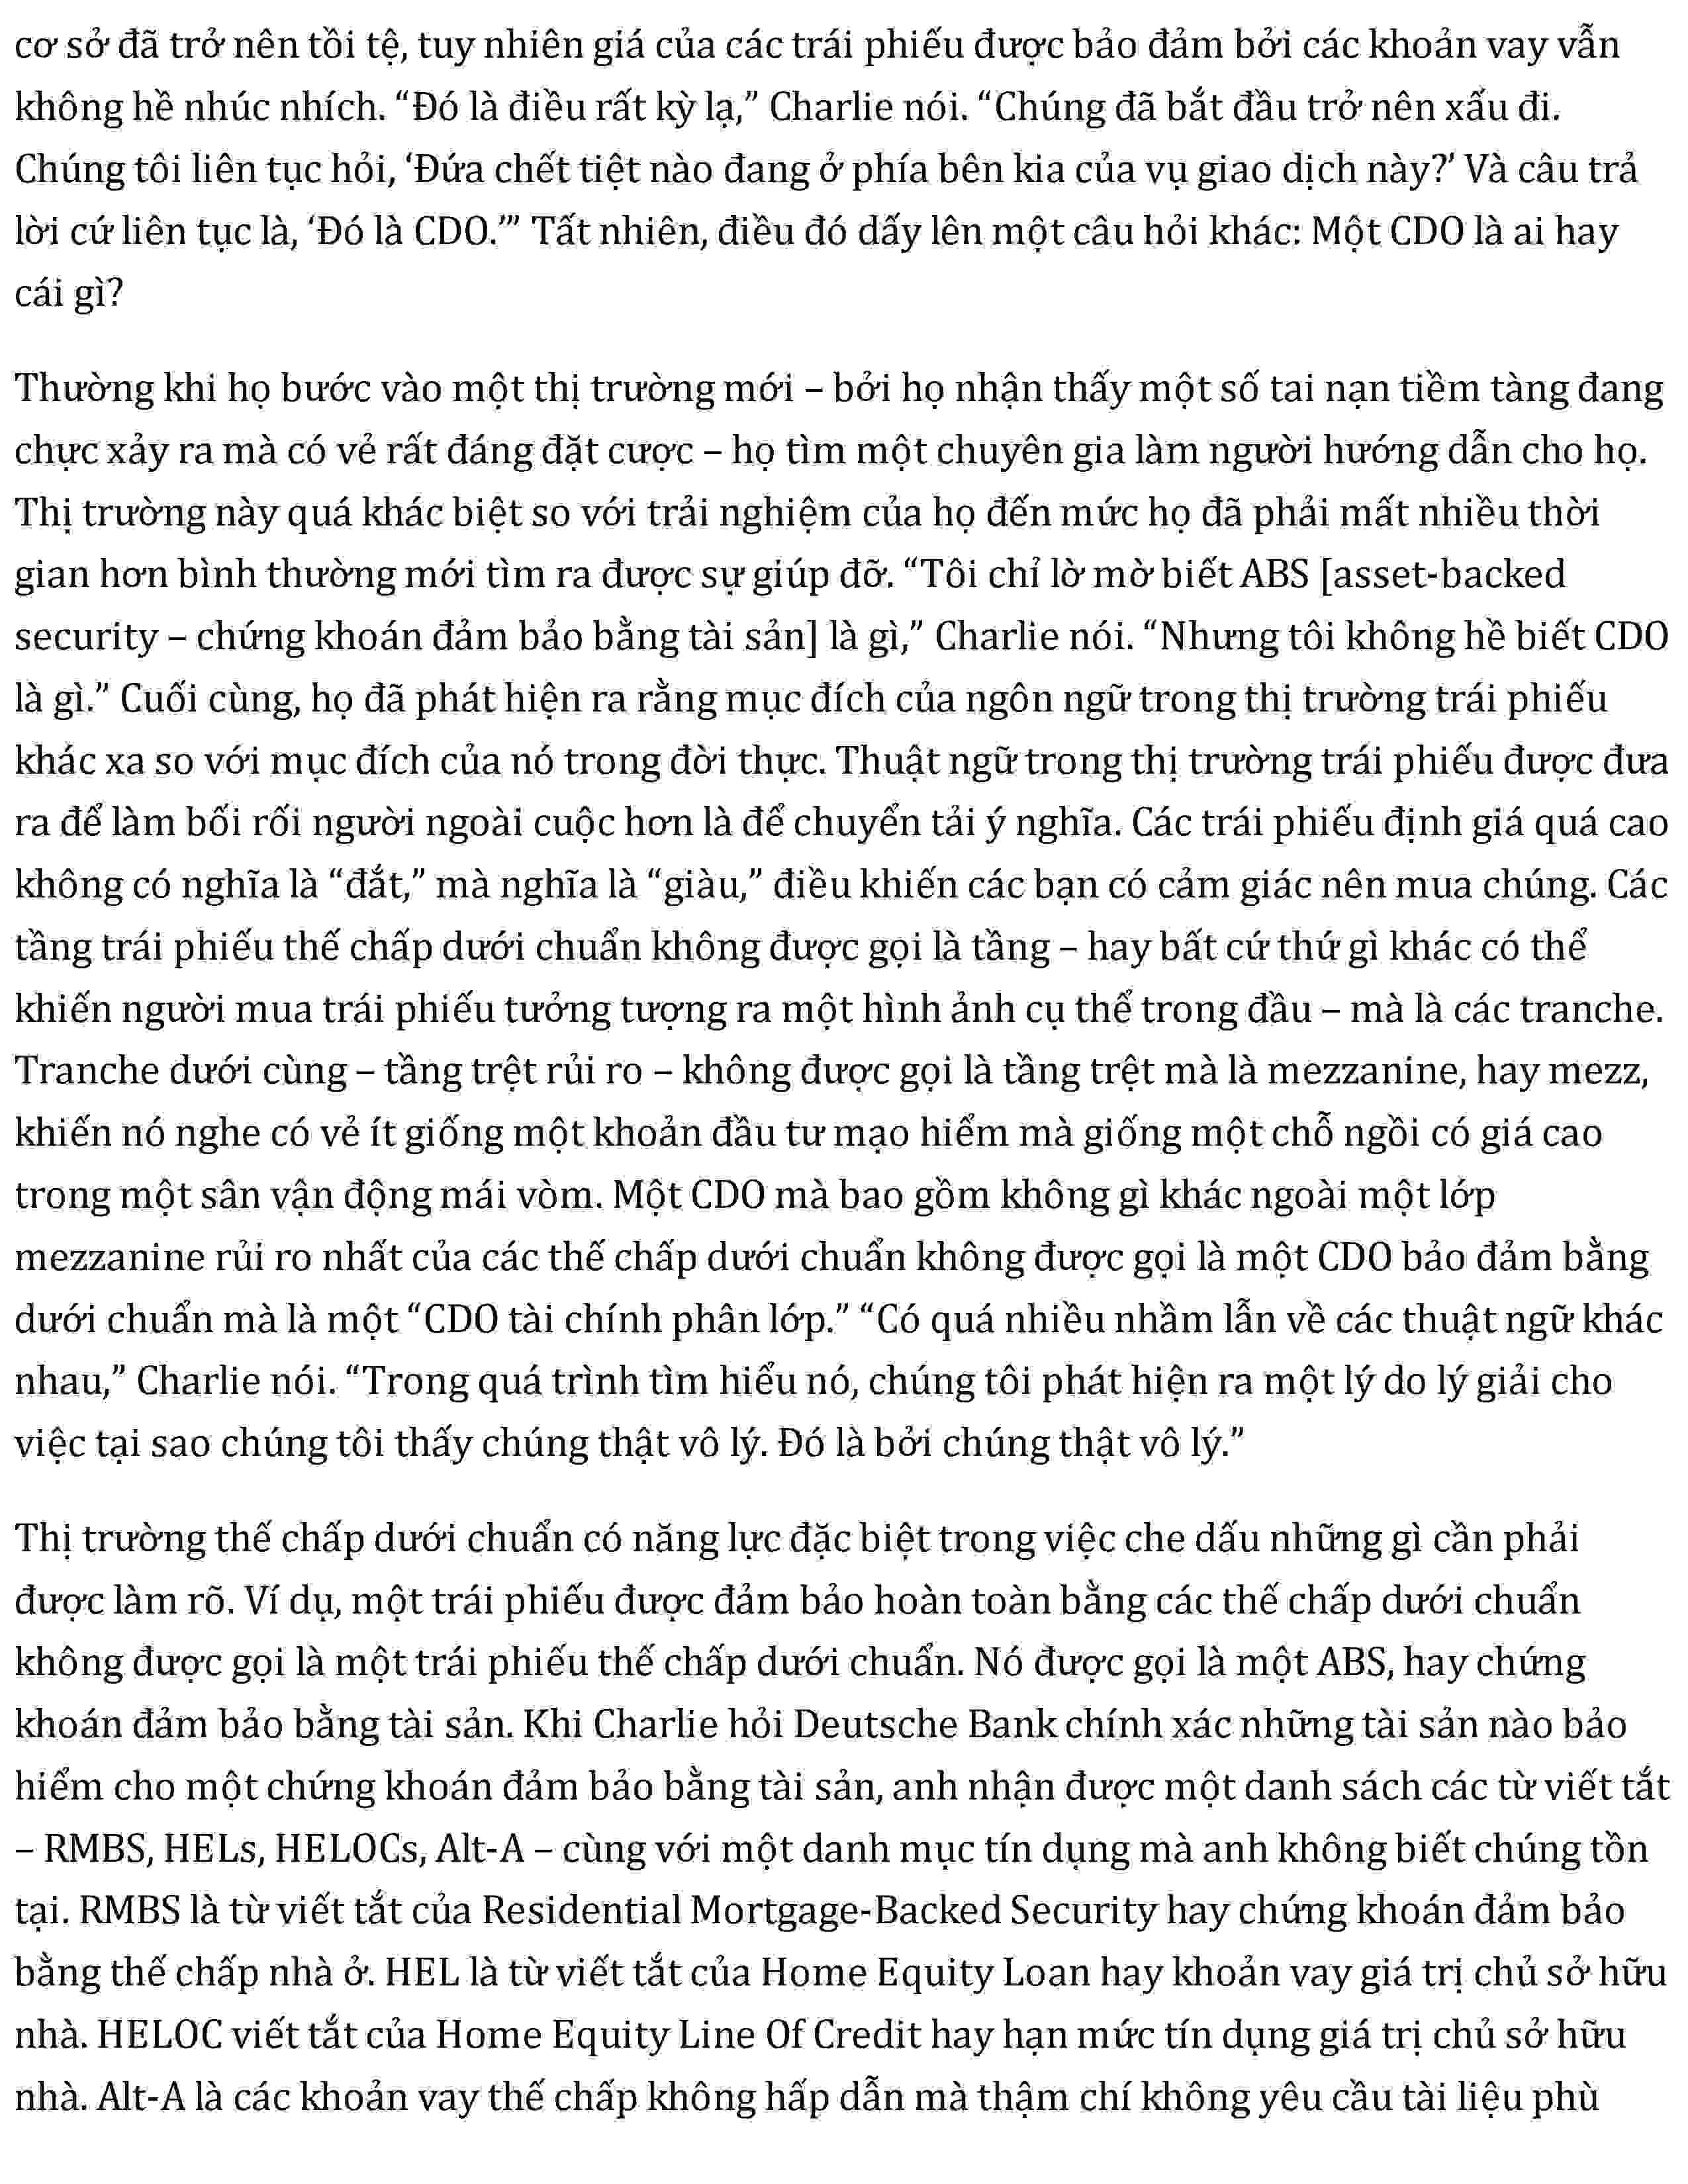 cơ sở đã trở nên tồi tệ, tuy nhiên giá của các trái phiếu được bảo đảm bởi các khoản vay vẫn
không hề nhúc nhích. “Đó là điều rất kỳ lạ,” Charlie nói. “Chúng đã bắt đầu trở nên xấu đi.
Chúng tôi liên tục hỏi, ‘Đứa chết tiệt nào đang ở phía bên kia của vụ giao dịch này?’ Và câu trả
lời cứ liên tục là, ‘Đó là CDO.’” Tất nhiên, điều đó dấy lên một câu hỏi khác: Một CDO là ai hay
cái gì?
Thường khi họ bước vào một thị trường mới – bởi họ nhận thấy một số tai nạn tiềm tàng đang
chực xảy ra mà có vẻ rất đáng đặt cược – họ tìm một chuyên gia làm người hướng dẫn cho họ.
Thị trường này quá khác biệt so với trải nghiệm của họ đến mức họ đã phải mất nhiều thời
gian hơn bình thường mới tìm ra được sự giúp đỡ. “Tôi chỉ lờ mờ biết ABS [asset-backed
security – chứng khoán đảm bảo bằng tài sản] là gì,” Charlie nói. “Nhưng tôi không hề biết CDO
là gì.” Cuối cùng, họ đã phát hiện ra rằng mục đích của ngôn ngữ trong thị trường trái phiếu
khác xa so với mục đích của nó trong đời thực. Thuật ngữ trong thị trường trái phiếu được đưa
ra để làm bối rối người ngoài cuộc hơn là để chuyển tải ý nghĩa. Các trái phiếu định giá quá cao
không có nghĩa là “đắt,” mà nghĩa là “giàu,” điều khiến các bạn có cảm giác nên mua chúng. Các
tầng trái phiếu thế chấp dưới chuẩn không được gọi là tầng – hay bất cứ thứ gì khác có thể
khiến người mua trái phiếu tưởng tượng ra một hình ảnh cụ thể trong đầu – mà là các tranche.
Tranche dưới cùng – tầng trệt rủi ro – không được gọi là tầng trệt mà là mezzanine, hay mezz,
khiến nó nghe có vẻ ít giống một khoản đầu tư mạo hiểm mà giống một chỗ ngồi có giá cao
trong một sân vận động mái vòm. Một CDO mà bao gồm không gì khác ngoài một lớp
mezzanine rủi ro nhất của các thế chấp dưới chuẩn không được gọi là một CDO bảo đảm bằng
dưới chuẩn mà là một “CDO tài chính phân lớp.” “Có quá nhiều nhầm lẫn về các thuật ngữ khác
nhau,” Charlie nói. “Trong quá trình tìm hiểu nó, chúng tôi phát hiện ra một lý do lý giải cho
việc tại sao chúng tôi thấy chúng thật vô lý. Đó là bởi chúng thật vô lý.”
Thị trường thế chấp dưới chuẩn có năng lực đặc biệt trong việc che dấu những gì cần phải
được làm rõ. Ví dụ, một trái phiếu được đảm bảo hoàn toàn bằng các thế chấp dưới chuẩn
không được gọi là một trái phiếu thế chấp dưới chuẩn. Nó được gọi là một ABS, hay chứng
khoán đảm bảo bằng tài sản. Khi Charlie hỏi Deutsche Bank chính xác những tài sản nào bảo
hiểm cho một chứng khoán đảm bảo bằng tài sản, anh nhận được một danh sách các từ viết tắt
– RMBS, HELs, HELOCs, Alt-A – cùng với một danh mục tín dụng mà anh không biết chúng tồn
tại. RMBS là từ viết tắt của Residential Mortgage-Backed Security hay chứng khoán đảm bảo
bằng thế chấp nhà ở. HEL là từ viết tắt của Home Equity Loan hay khoản vay giá trị chủ sở hữu
nhà. HELOC viết tắt của Home Equity Line Of Credit hay hạn mức tín dụng giá trị chủ sở hữu
nhà. Alt-A là các khoản vay thế chấp không hấp dẫn mà thậm chí không yêu cầu tài liệu phù